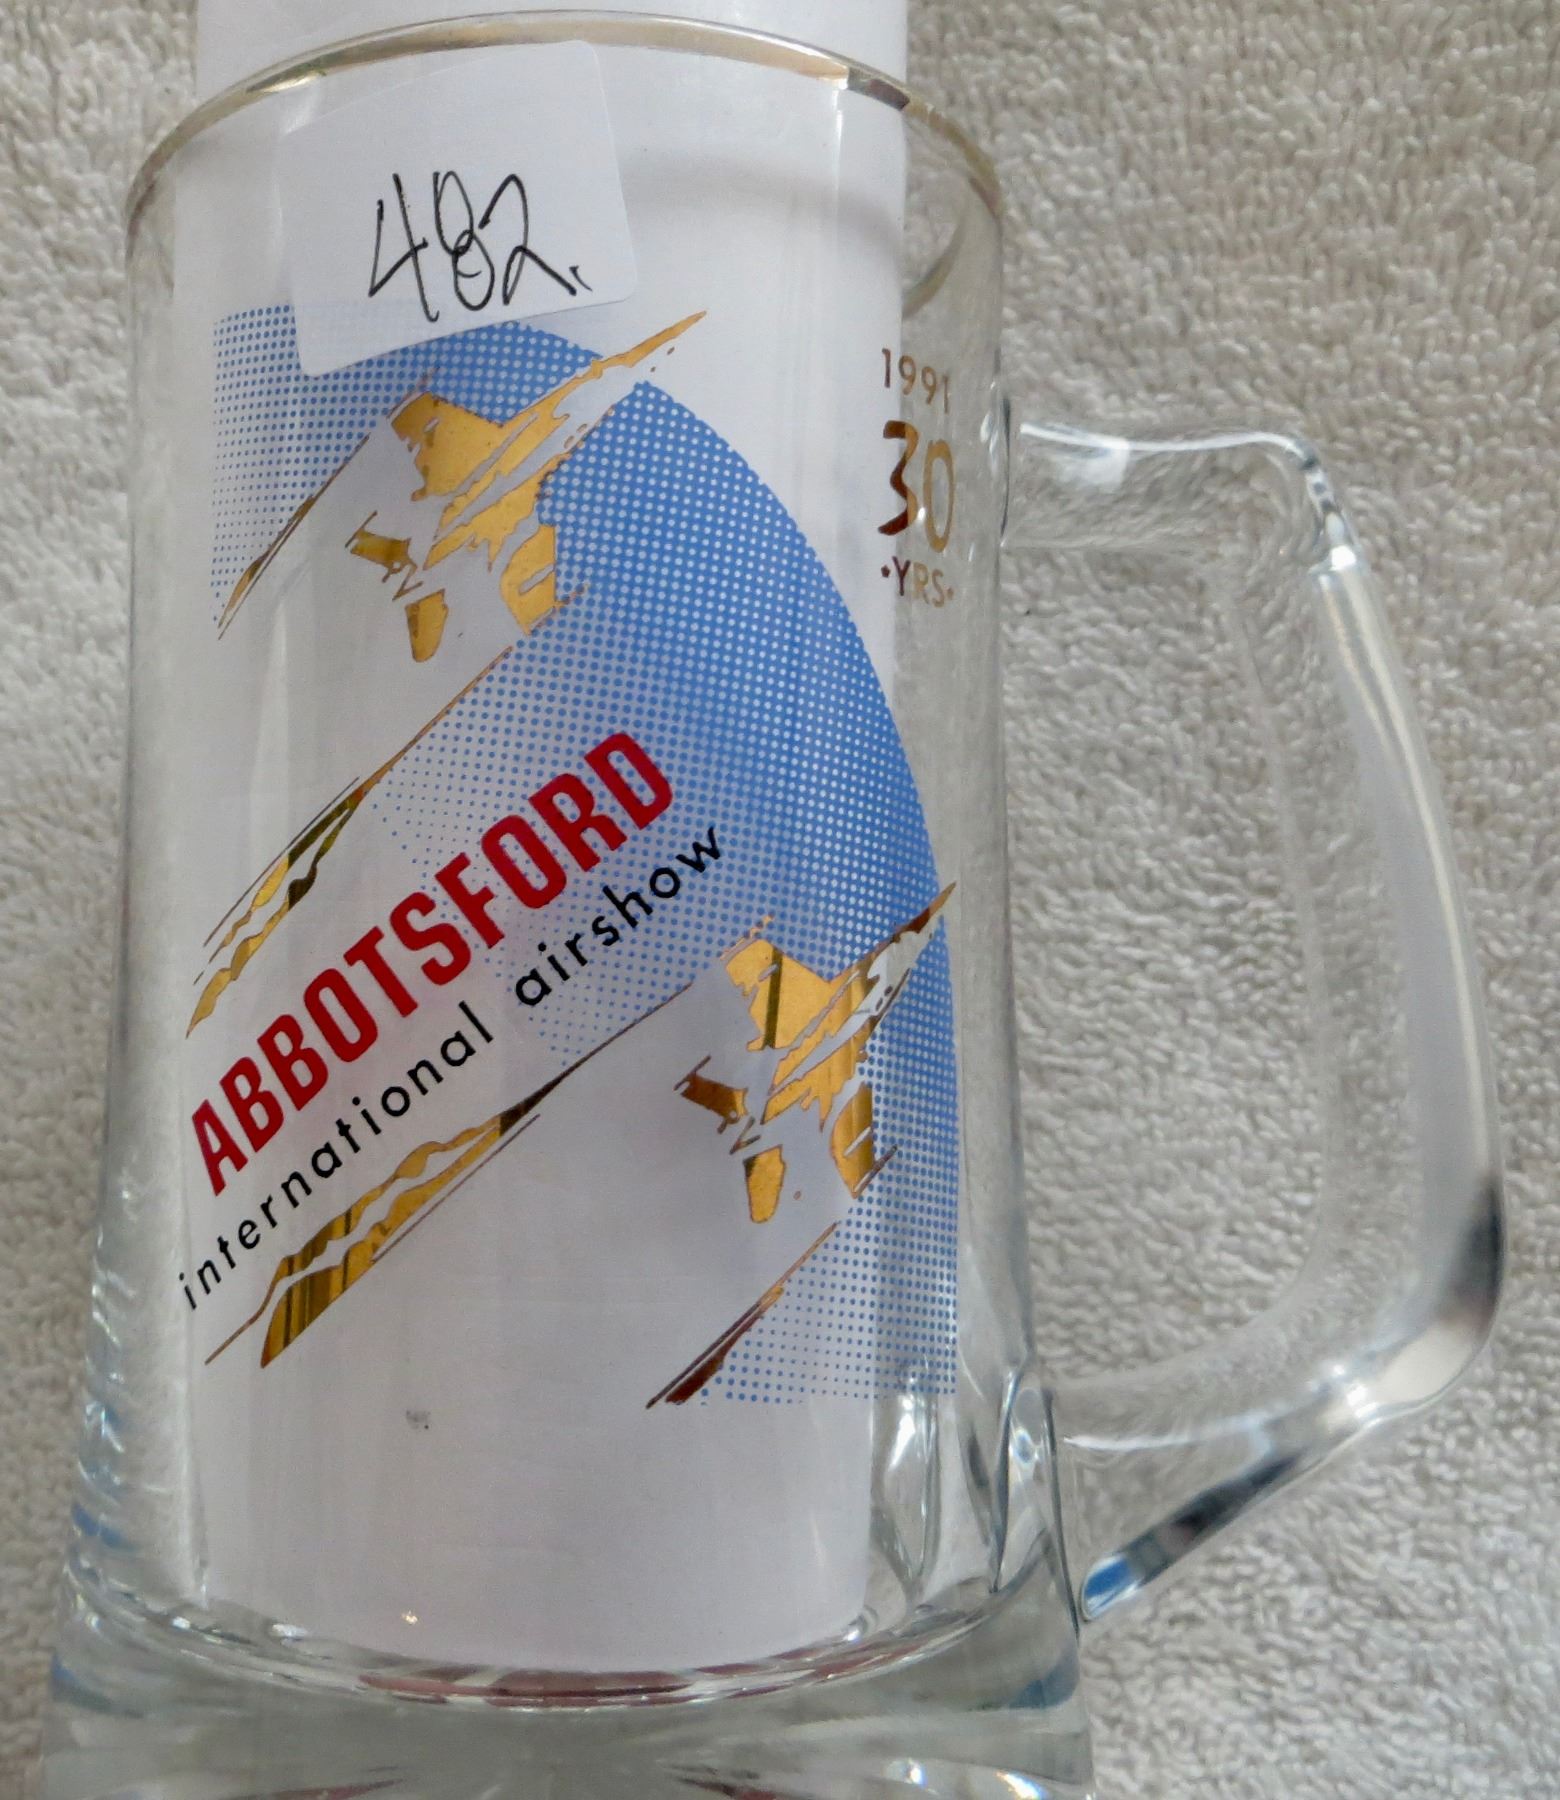 482.
1991
30
•YRS•
ABBOTSFORD
international airshow